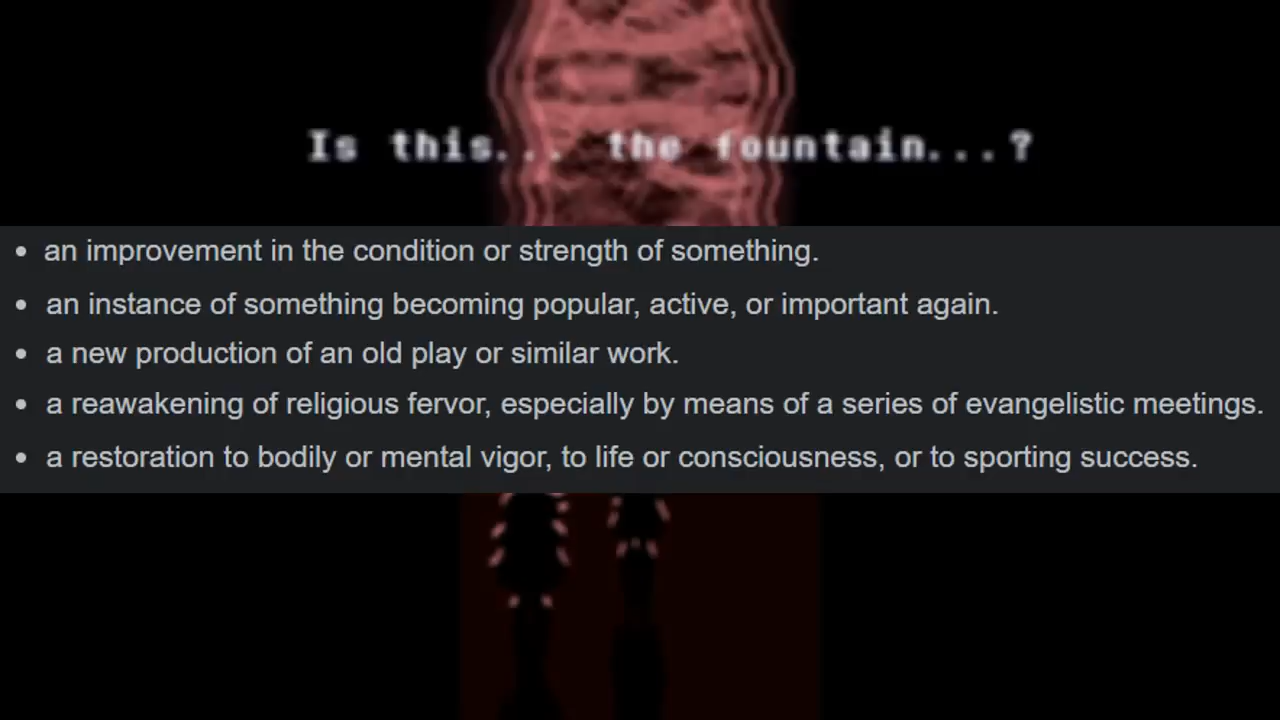 Is this... the fountain...?
• an improvement in the condition or strength of something.
• an instance of something becoming popular, active, or important again.
• a new production of an old play or similar work.
• a reawakening of religious fervor, especially by means of a series of evangelistic meetings.
• a restoration to bodily or mental vigor, to life or consciousness, or to sporting success.